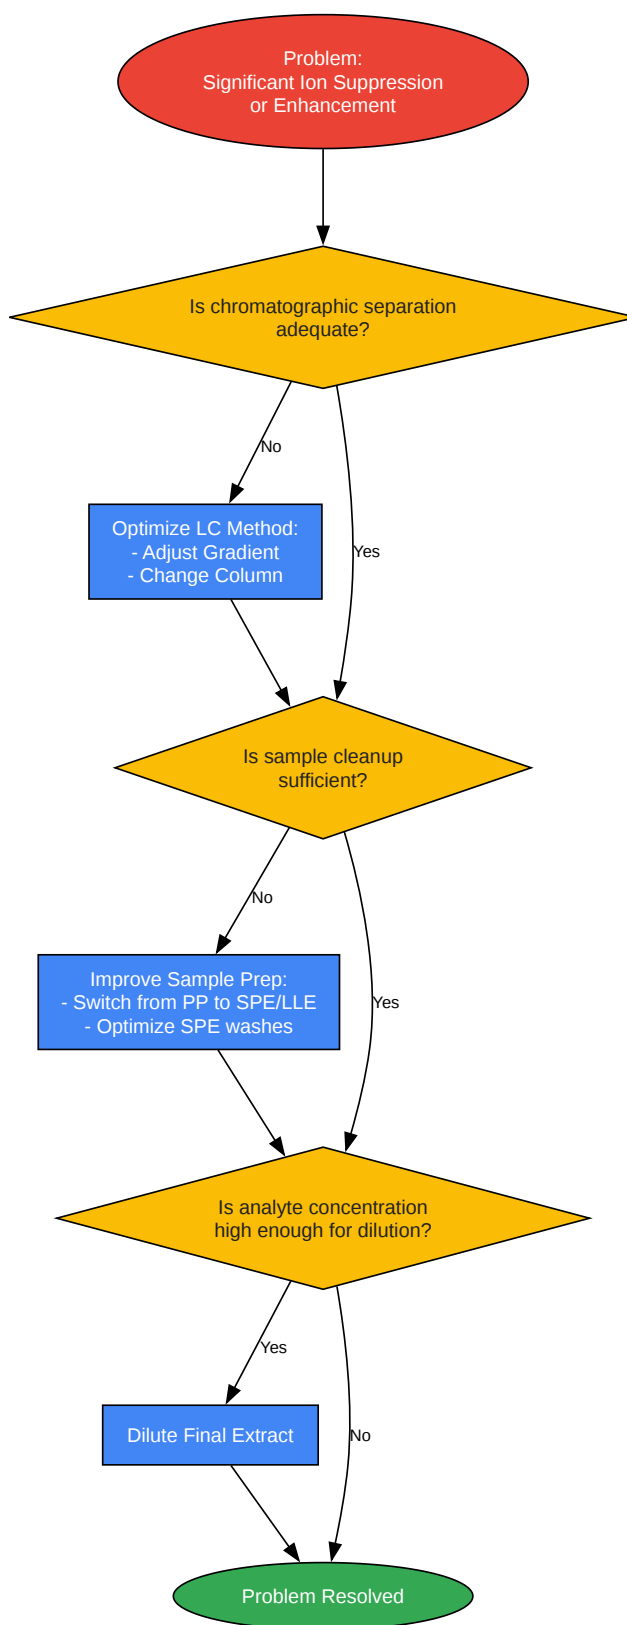 Problem:
Significant Ion Suppression
or Enhancement
Is chromatographic separation
adequate?
No
Optimize LC Method:
- Adjust Gradient
- Change Column
Yes
Is sample cleanup
sufficient?
No
Improve Sample Prep:
- Switch from PP to SPE/LLE
- Optimize SPE washes
Yes
Is analyte concentration
high enough for dilution?
Yes
Dilute Final Extract
No
Problem Resolved